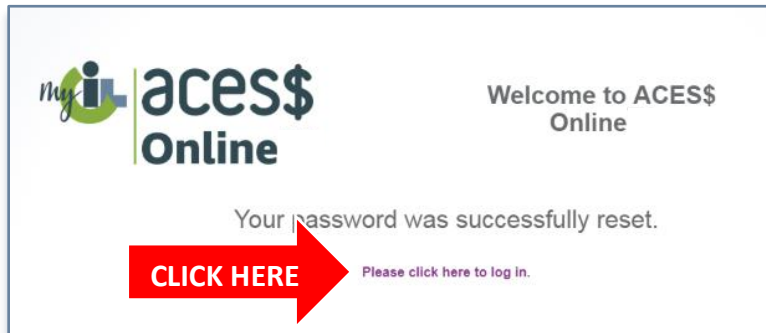 my iL aces$
Online
Welcome to ACES$
Online
Your password was successfully reset.
CLICK HERE
Please click here to log in.